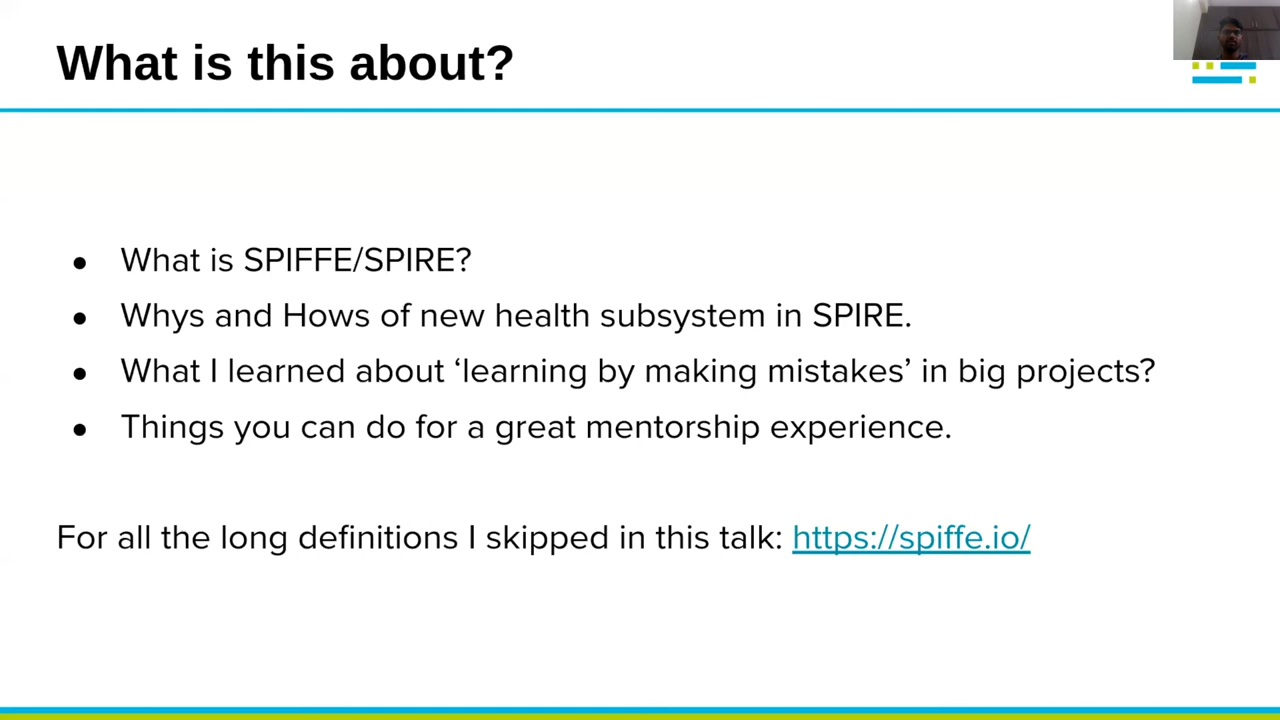 What is this about?
● What is SPIFFE/SPIRE?
● Whys and Hows of new health subsystem in SPIRE.
● What I learned about ‘learning by making mistakes’ in big projects?
● Things you can do for a great mentorship experience.
For all the long definitions I skipped in this talk: https://spiffe.io/